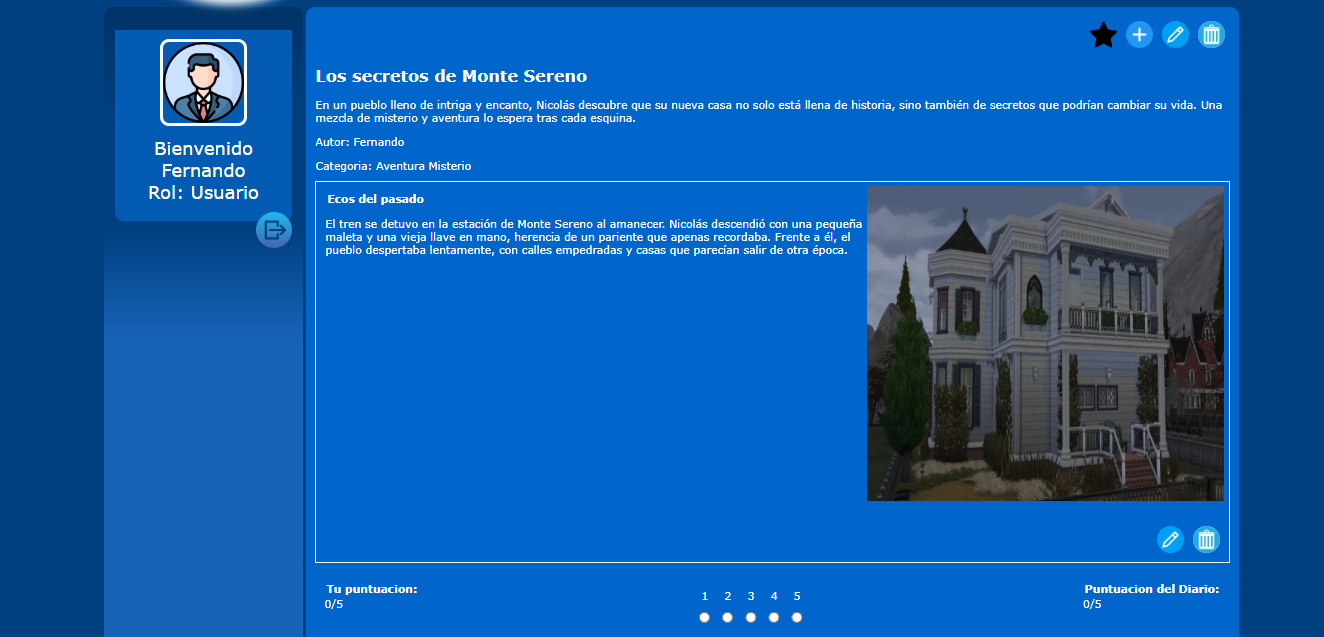 Bienvenido
Fernando
Rol: Usuario
Los secretos de Monte Sereno
En un pueblo lleno de intriga y encanto, Nicolás descubre que su nueva casa no solo está llena de historia, sino también de secretos que podrían cambiar su vida. Una
mezcla de misterio y aventura lo espera tras cada esquina.
Autor: Fernando
Categoria: Aventura Misterio
Ecos del pasado
El tren se detuvo en la estación de Monte Sereno al amanecer. Nicolás descendió con una pequeña
maleta y una vieja llave en mano, herencia de un pariente que apenas recordaba. Frente a él, el
pueblo despertaba lentamente, con calles empedradas y casas que parecían salir de otra época.
Tu puntuacion:
0/5
1 2 3 4 5
Puntuacion del Diario:
0/5